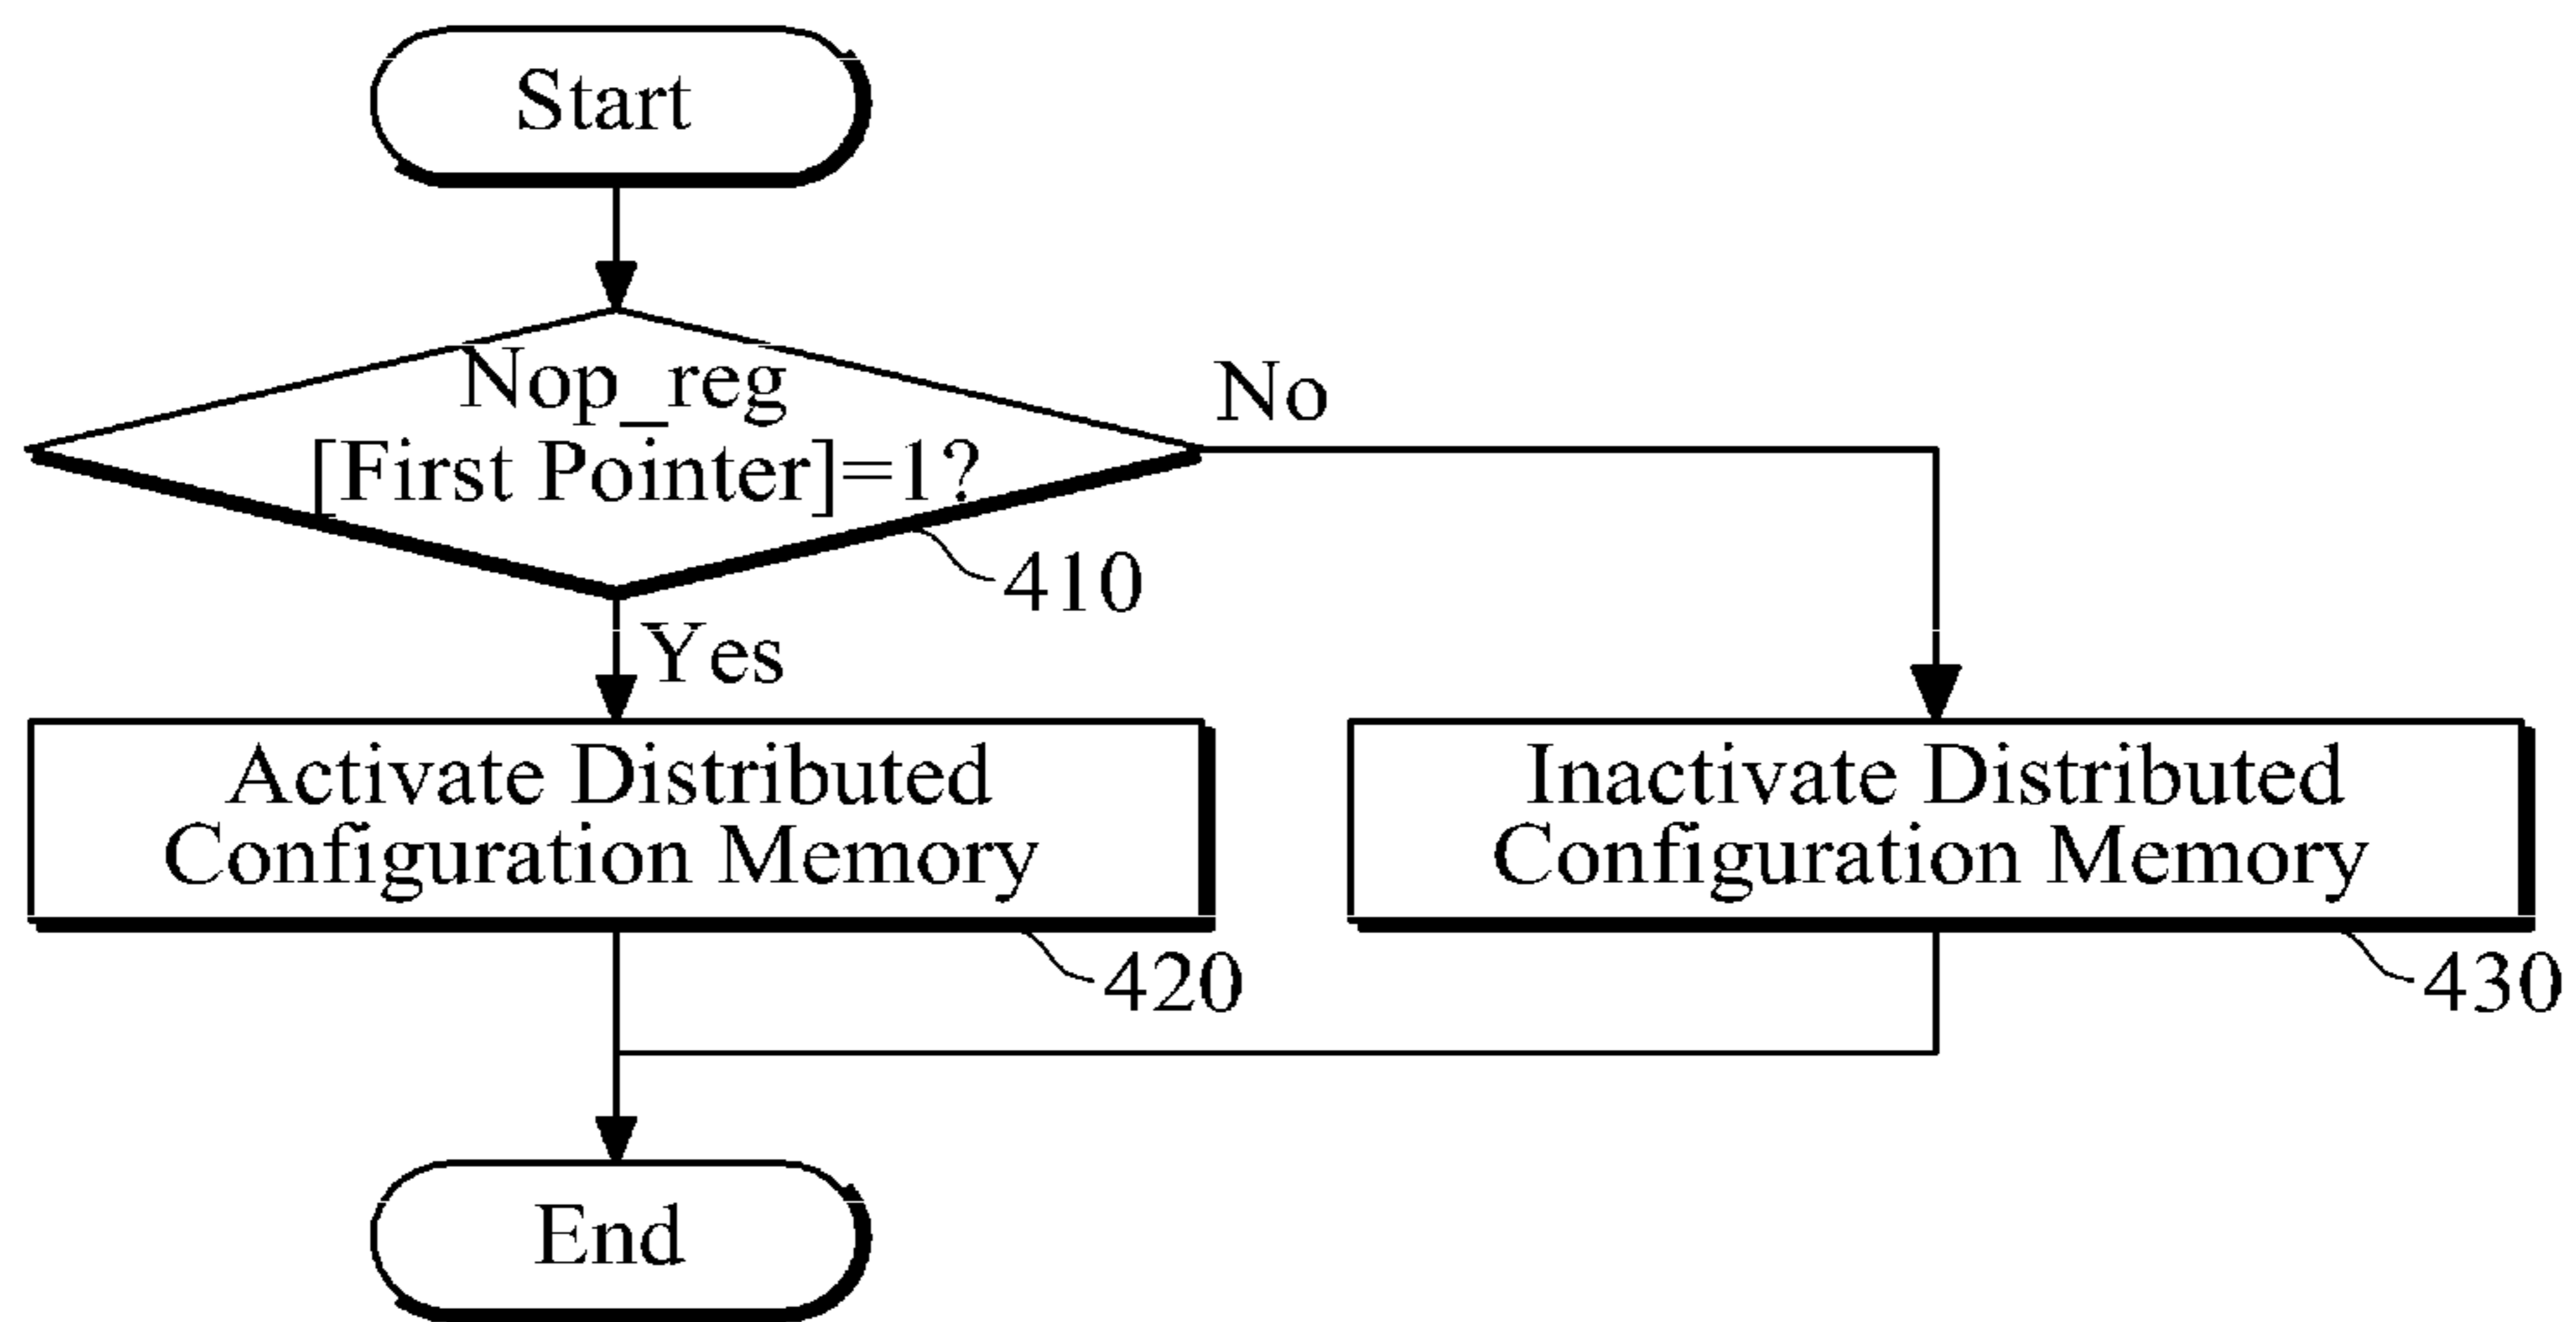 Start
Nop_reg
[First Pointer]=1?
No
410
Yes
Activate Distributed
Configuration Memory
420
Inactivate Distributed
Configuration Memory
430
End